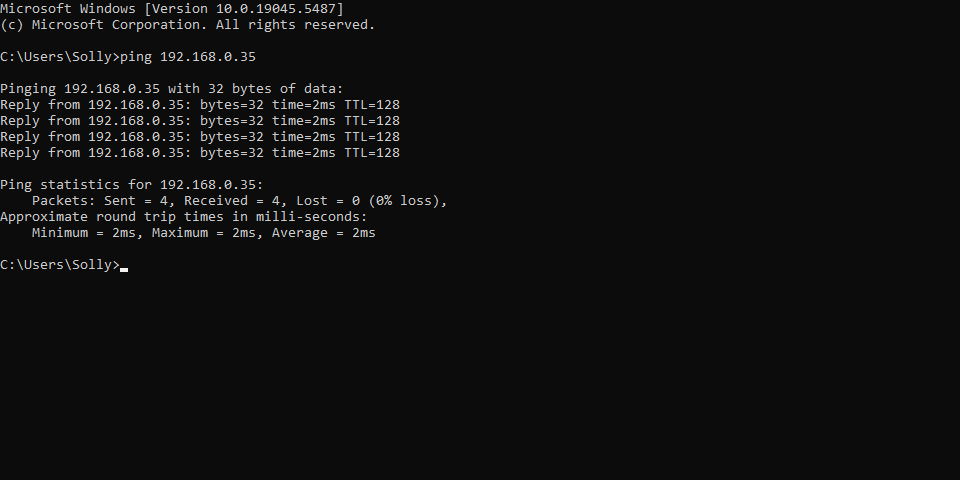 Microsoft Windows [Version 10.0.19045.5487]
(c) Microsoft Corporation. All rights reserved.
C:\Users\Solly>ping 192.168.0.35
Pinging 192.168.0.35 with 32 bytes of data:
Reply from 192.168.0.35: bytes=32 time=2ms TTL=128
Reply from 192.168.0.35: bytes=32 time=2ms TTL=128
Reply from 192.168.0.35: bytes=32 time=2ms TTL=128
Reply from 192.168.0.35: bytes=32 time=2ms TTL=128
Ping statistics for 192.168.0.35:
    Packets: Sent = 4, Received = 4, Lost = 0 (0% loss),
Approximate round trip times in milli-seconds:
    Minimum = 2ms, Maximum = 2ms, Average = 2ms
C:\Users\Solly>